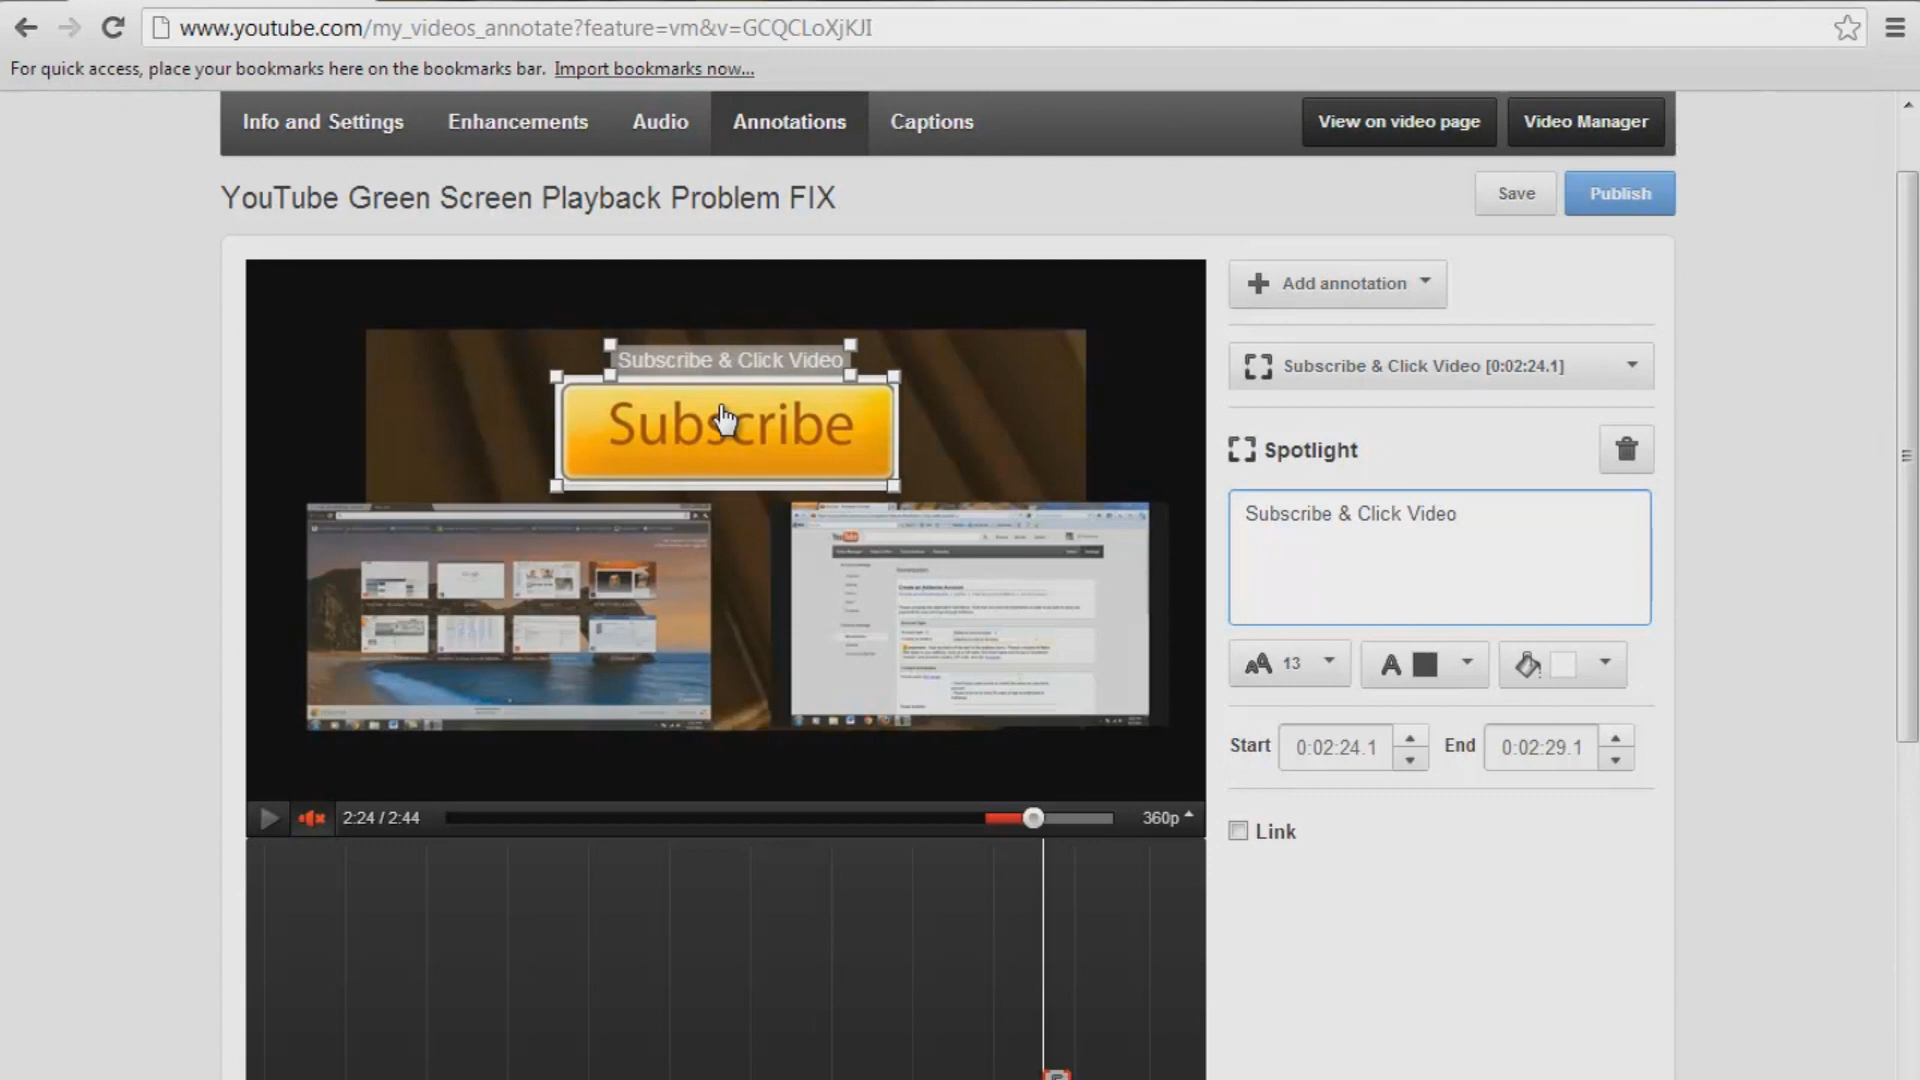 www.youtube.com/my_videos_annotate?feature=vm&v=GCQCLoXjKJI
For quick access, place your bookmarks here on the bookmarks bar. Import bookmarks now...
Info and Settings Enhancements Audio Annotations Captions View on video page Video Manager
YouTube Green Screen Playback Problem FIX Save Publish
Add annotation
Subscribe & Click Video
Subscribe & Click Video [0:02:24.1]
Subscribe
Spotlight
Subscribe & Click Video
A 13 A
Start 0:02:24.1 End 0:02:29.1
2:24 / 2:44 360p
Link